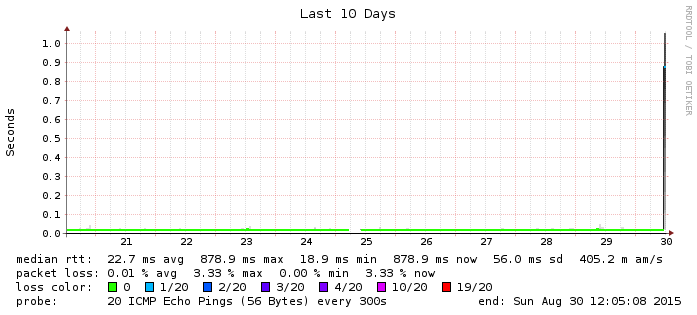 Last 10 Days
RRDTOOL / TOBI OETIKER
Seconds
1.0
0.9
0.8
0.7
0.6
0.5
0.4
0.3
0.2
0.1
0.0
21 22 23 24 25 26 27 28 29 30
median rtt: 22.7 ms avg 878.9 ms max 18.9 ms min 878.9 ms now 56.0 ms sd 405.2 m am/s
packet loss: 0.01 % avg 3.33 % max 0.00 % min 3.33 % now
loss color: 0 1/20 2/20 3/20 4/20 10/20 19/20
probe: 20 ICMP Echo Pings (56 Bytes) every 300s end: Sun Aug 30 12:05:08 2015